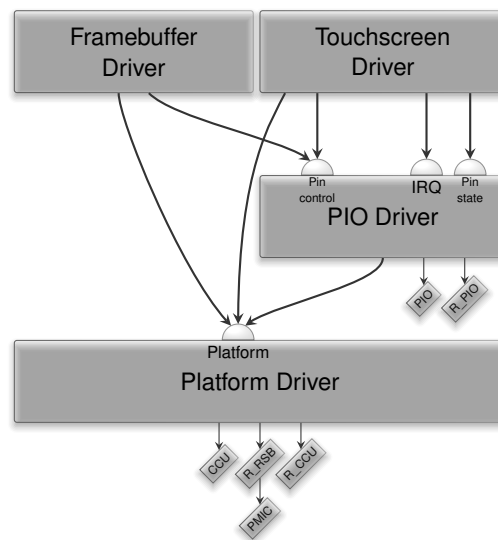 Framebuffer
Driver
Touchscreen
Driver
Pin
control
IRQ
Pin
state
PIO Driver
PIO
R_PIO
Platform
Platform Driver
CCU
R_RSB
R_CCU
PMIC